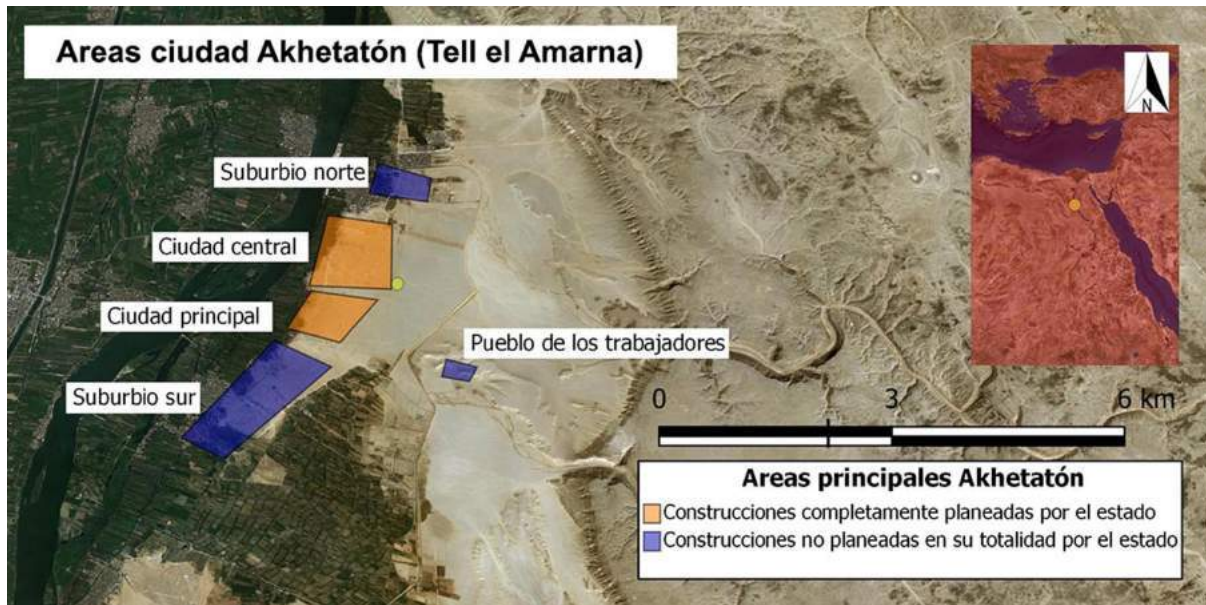 Areas ciudad Akhetatón (Tell el Amarna)
N
Suburbio norte
Ciudad central
Ciudad principal
Pueblo de los trabajadores
Suburbio sur
0 3 6 km
Areas principales Akhetatón
Construcciones completamente planeadas por el estado
Construcciones no planeadas en su totalidad por el estado